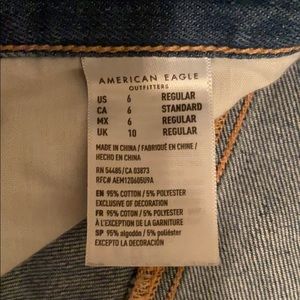 AMERICAN EAGLE
OUTFITTERS
US 6 REGULAR
CA 6 STANDARD
MX 6 REGULAR
UK 10 REGULAR
MADE IN CHINA / FABRIQUÉ EN CHINE /
HECHO EN CHINA
RN 54485/CA 03873
RFC# AEM120605U9A
EN 95% COTTON / 5% POLYESTER
EXCLUSIVE OF DECORATION
FR 95% COTON / 5% POLYESTER
À L'EXCEPTION DE LA GARNITURE
SP 95% algodón / 5% poliéster
EXCEPTO LA DECORACIÓN